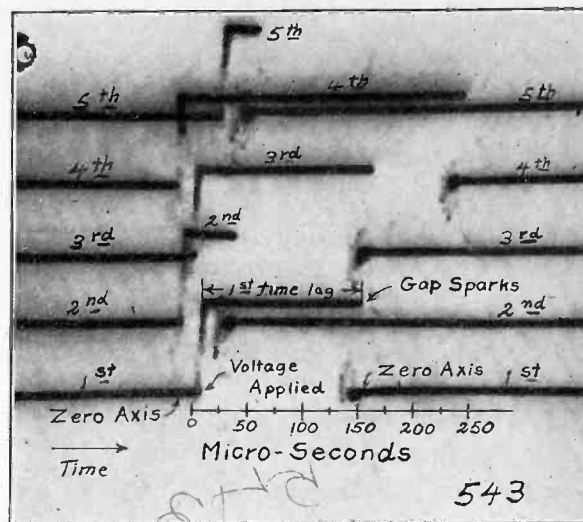 5th
5th 4th 5th
4th 3rd 4th
3rd 2nd 3rd
1st time lag Gap Sparks
2nd 2nd
1st Voltage Applied Zero Axis 1st
Zero Axis
0 50 100 150 200 250
Micro-Seconds
Time
543